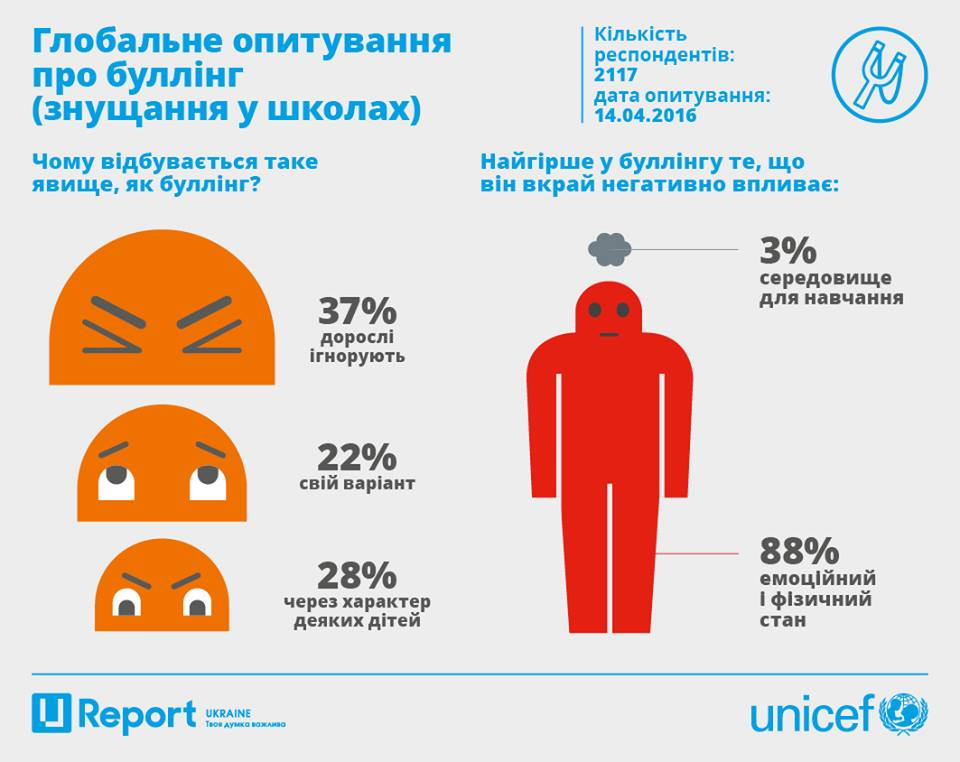 Глобальне опитування
про буллінг
(знущання у школах)
Кількість
респондентів:
2117
дата опитування:
14.04.2016
Чому відбувається таке
явище, як буллінг?
37%
дорослі
ігнорують
22%
свій варіант
28%
через характер
деяких дітей
Найгірше у буллінгу те, що
він вкрай негативно впливає:
3%
середовище
для навчання
88%
емоційний
і фізичний
стан
U Report UKRAINE
Твоя думка важлива
unicef